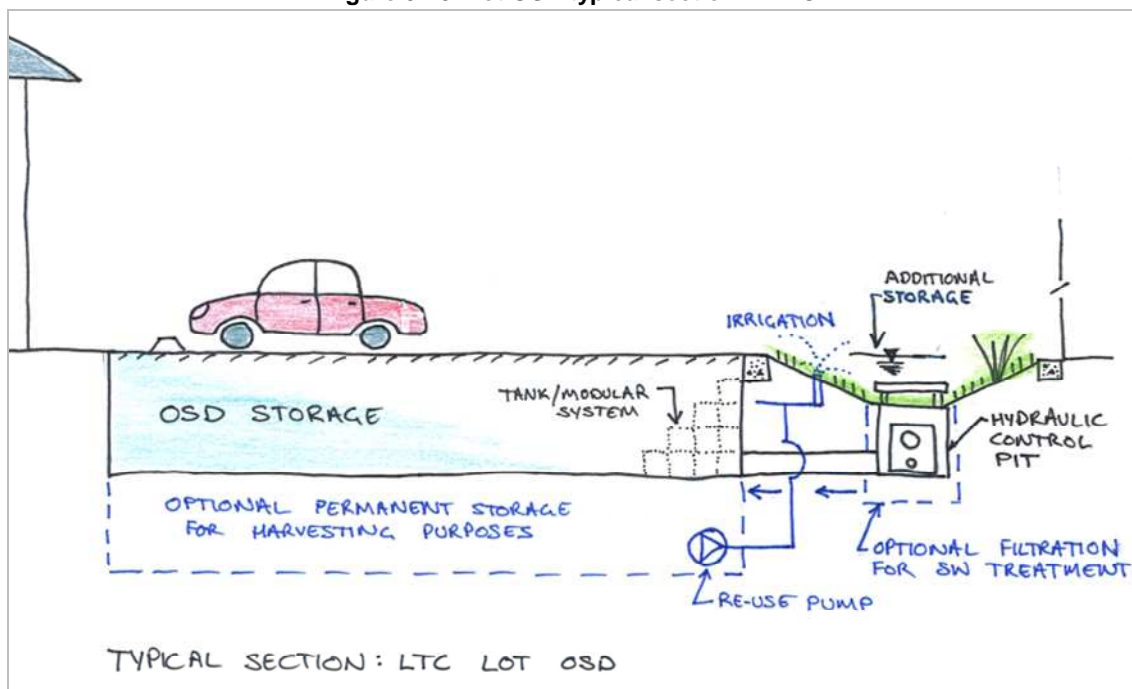 ADDITIONAL
STORAGE
IRRIGATION
TANK/MODULAR
SYSTEM
OSD STORAGE
HYDRAULIC
CONTROL
PIT
OPTIONAL PERMANENT STORAGE
FOR HARVESTING PURPOSES
OPTIONAL FILTRATION
FOR SW TREATMENT
RE-USE PUMP
TYPICAL SECTION: LTC LOT OSD